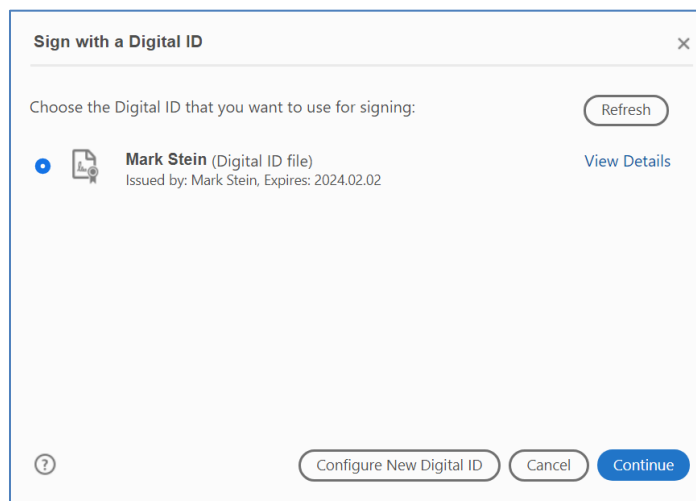 Sign with a Digital ID
Choose the Digital ID that you want to use for signing:
Refresh
Mark Stein (Digital ID file)
View Details
Issued by: Mark Stein, Expires: 2024.02.02
?
Configure New Digital ID
Cancel
Continue